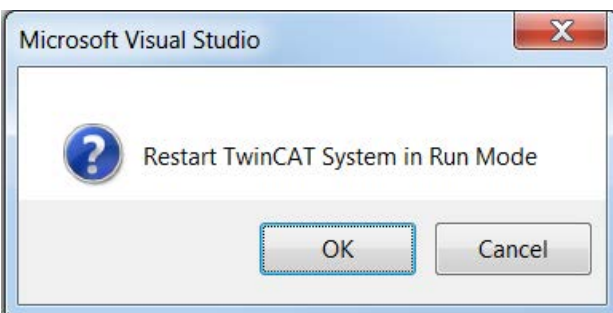 Microsoft Visual Studio
Restart TwinCAT System in Run Mode
OK
Cancel